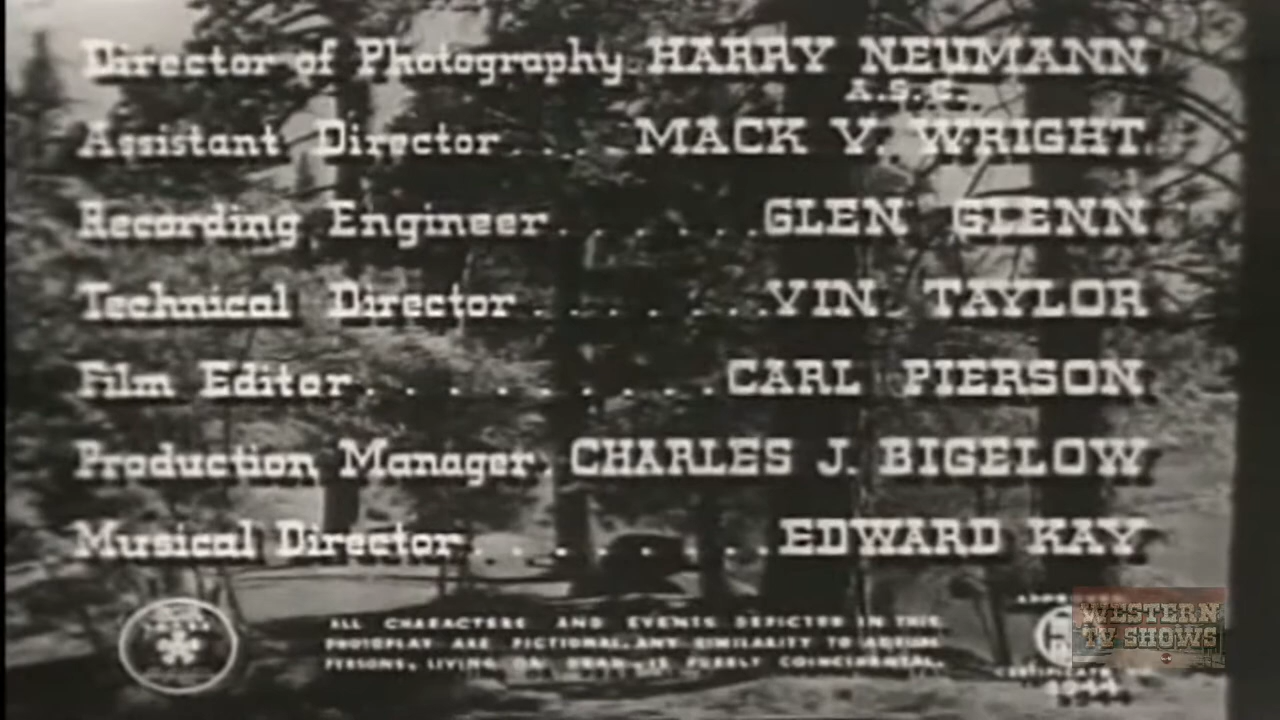 Director of Photography HARRY NEUMANN
A.S.C.
Assistant Director.... MACK V. WRIGHT
Recording Engineer.......GLEN GLENN
Technical Director.......VIN TAYLOR
Film Editor.........CARL PIERSON
Production Manager. CHARLES J. BIGELOW
Musical Director.......EDWARD KAY
ALL CHARACTERS AND EVENTS DEPICTED IN THIS
PHOTOPLAY ARE FICTIONAL. ANY SIMILARITY TO ACTUAL
PERSONS, LIVING OR DEAD, IS PURELY COINCIDENTAL.
WESTERN
TV SHOWS
CERTIFICATE